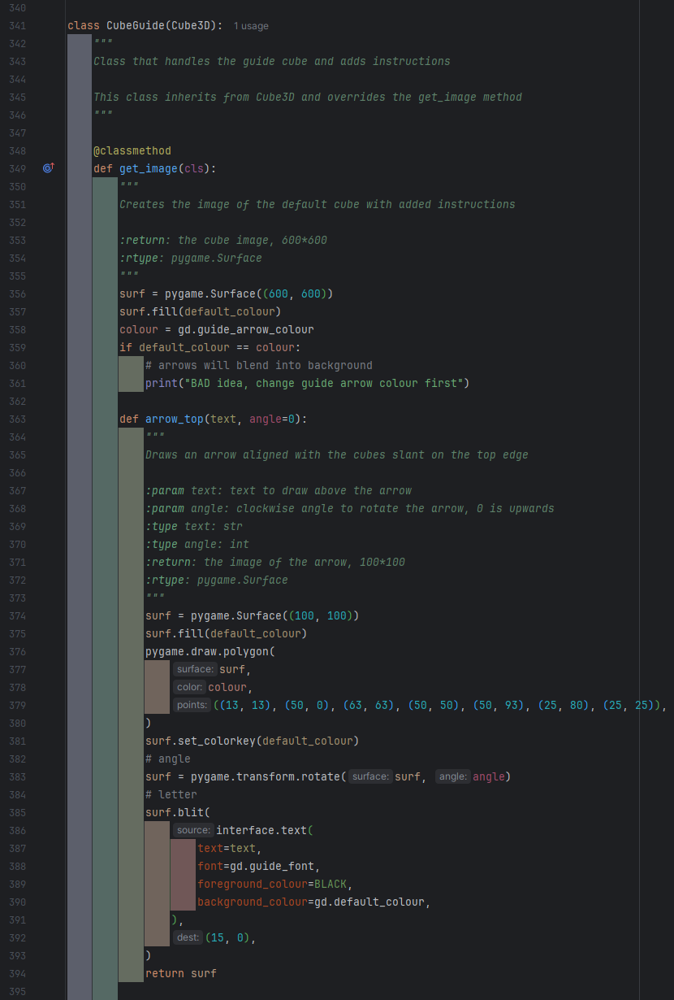 340
341 class CubeGuide(Cube3D): 1 usage
342 """
343 Class that handles the guide cube and adds instructions
344
345 This class inherits from Cube3D and overrides the get_image method
346 """
347
348 @classmethod
349 def get_image(cls):
350 """
351 Creates the image of the default cube with added instructions
352
353 :return: the cube image, 600*600
354 :rtype: pygame.Surface
355 """
356 surf = pygame.Surface((600, 600))
357 surf.fill(default_colour)
358 colour = gd.guide_arrow_colour
359 if default_colour == colour:
360 # arrows will blend into background
361 print("BAD idea, change guide arrow colour first")
362
363 def arrow_top(text, angle=0):
364 """
365 Draws an arrow aligned with the cubes slant on the top edge
366
367 :param text: text to draw above the arrow
368 :param angle: clockwise angle to rotate the arrow, 0 is upwards
369 :type text: str
370 :type angle: int
371 :return: the image of the arrow, 100*100
372 :rtype: pygame.Surface
373 """
374 surf = pygame.Surface((100, 100))
375 surf.fill(default_colour)
376 pygame.draw.polygon(
377 surface: surf,
378 color: colour,
379 points: ((13, 13), (50, 0), (63, 63), (50, 50), (50, 93), (25, 80), (25, 25)),
380 )
381 surf.set_colorkey(default_colour)
382 # angle
383 surf = pygame.transform.rotate( surface: surf, angle: angle)
384 # letter
385 surf.blit(
386 source: interface.text(
387 text=text,
388 font=gd.guide_font,
389 foreground_colour=BLACK,
390 background_colour=gd.default_colour,
391 ),
392 dest: (15, 0),
393 )
394 return surf
395